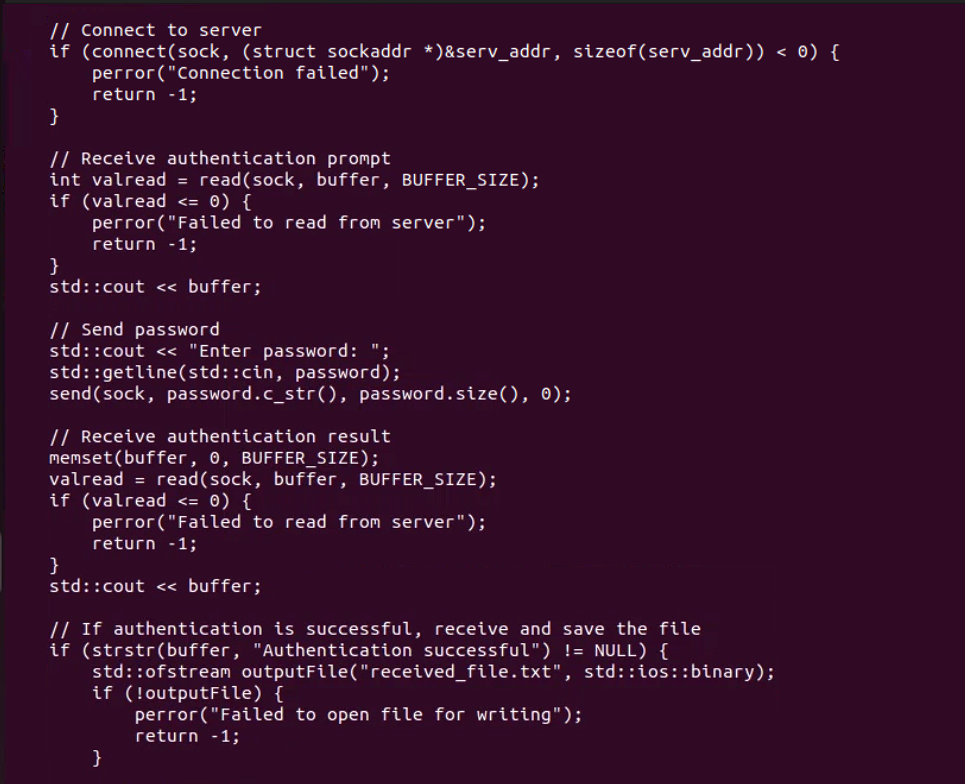 // Connect to server
if (connect(sock, (struct sockaddr *)&serv_addr, sizeof(serv_addr)) < 0) {
    perror("Connection failed");
    return -1;
}

// Receive authentication prompt
int valread = read(sock, buffer, BUFFER_SIZE);
if (valread <= 0) {
    perror("Failed to read from server");
    return -1;
}
std::cout << buffer;

// Send password
std::cout << "Enter password: ";
std::getline(std::cin, password);
send(sock, password.c_str(), password.size(), 0);

// Receive authentication result
memset(buffer, 0, BUFFER_SIZE);
valread = read(sock, buffer, BUFFER_SIZE);
if (valread <= 0) {
    perror("Failed to read from server");
    return -1;
}
std::cout << buffer;

// If authentication is successful, receive and save the file
if (strstr(buffer, "Authentication successful") != NULL) {
    std::ofstream outputFile("received_file.txt", std::ios::binary);
    if (!outputFile) {
        perror("Failed to open file for writing");
        return -1;
    }